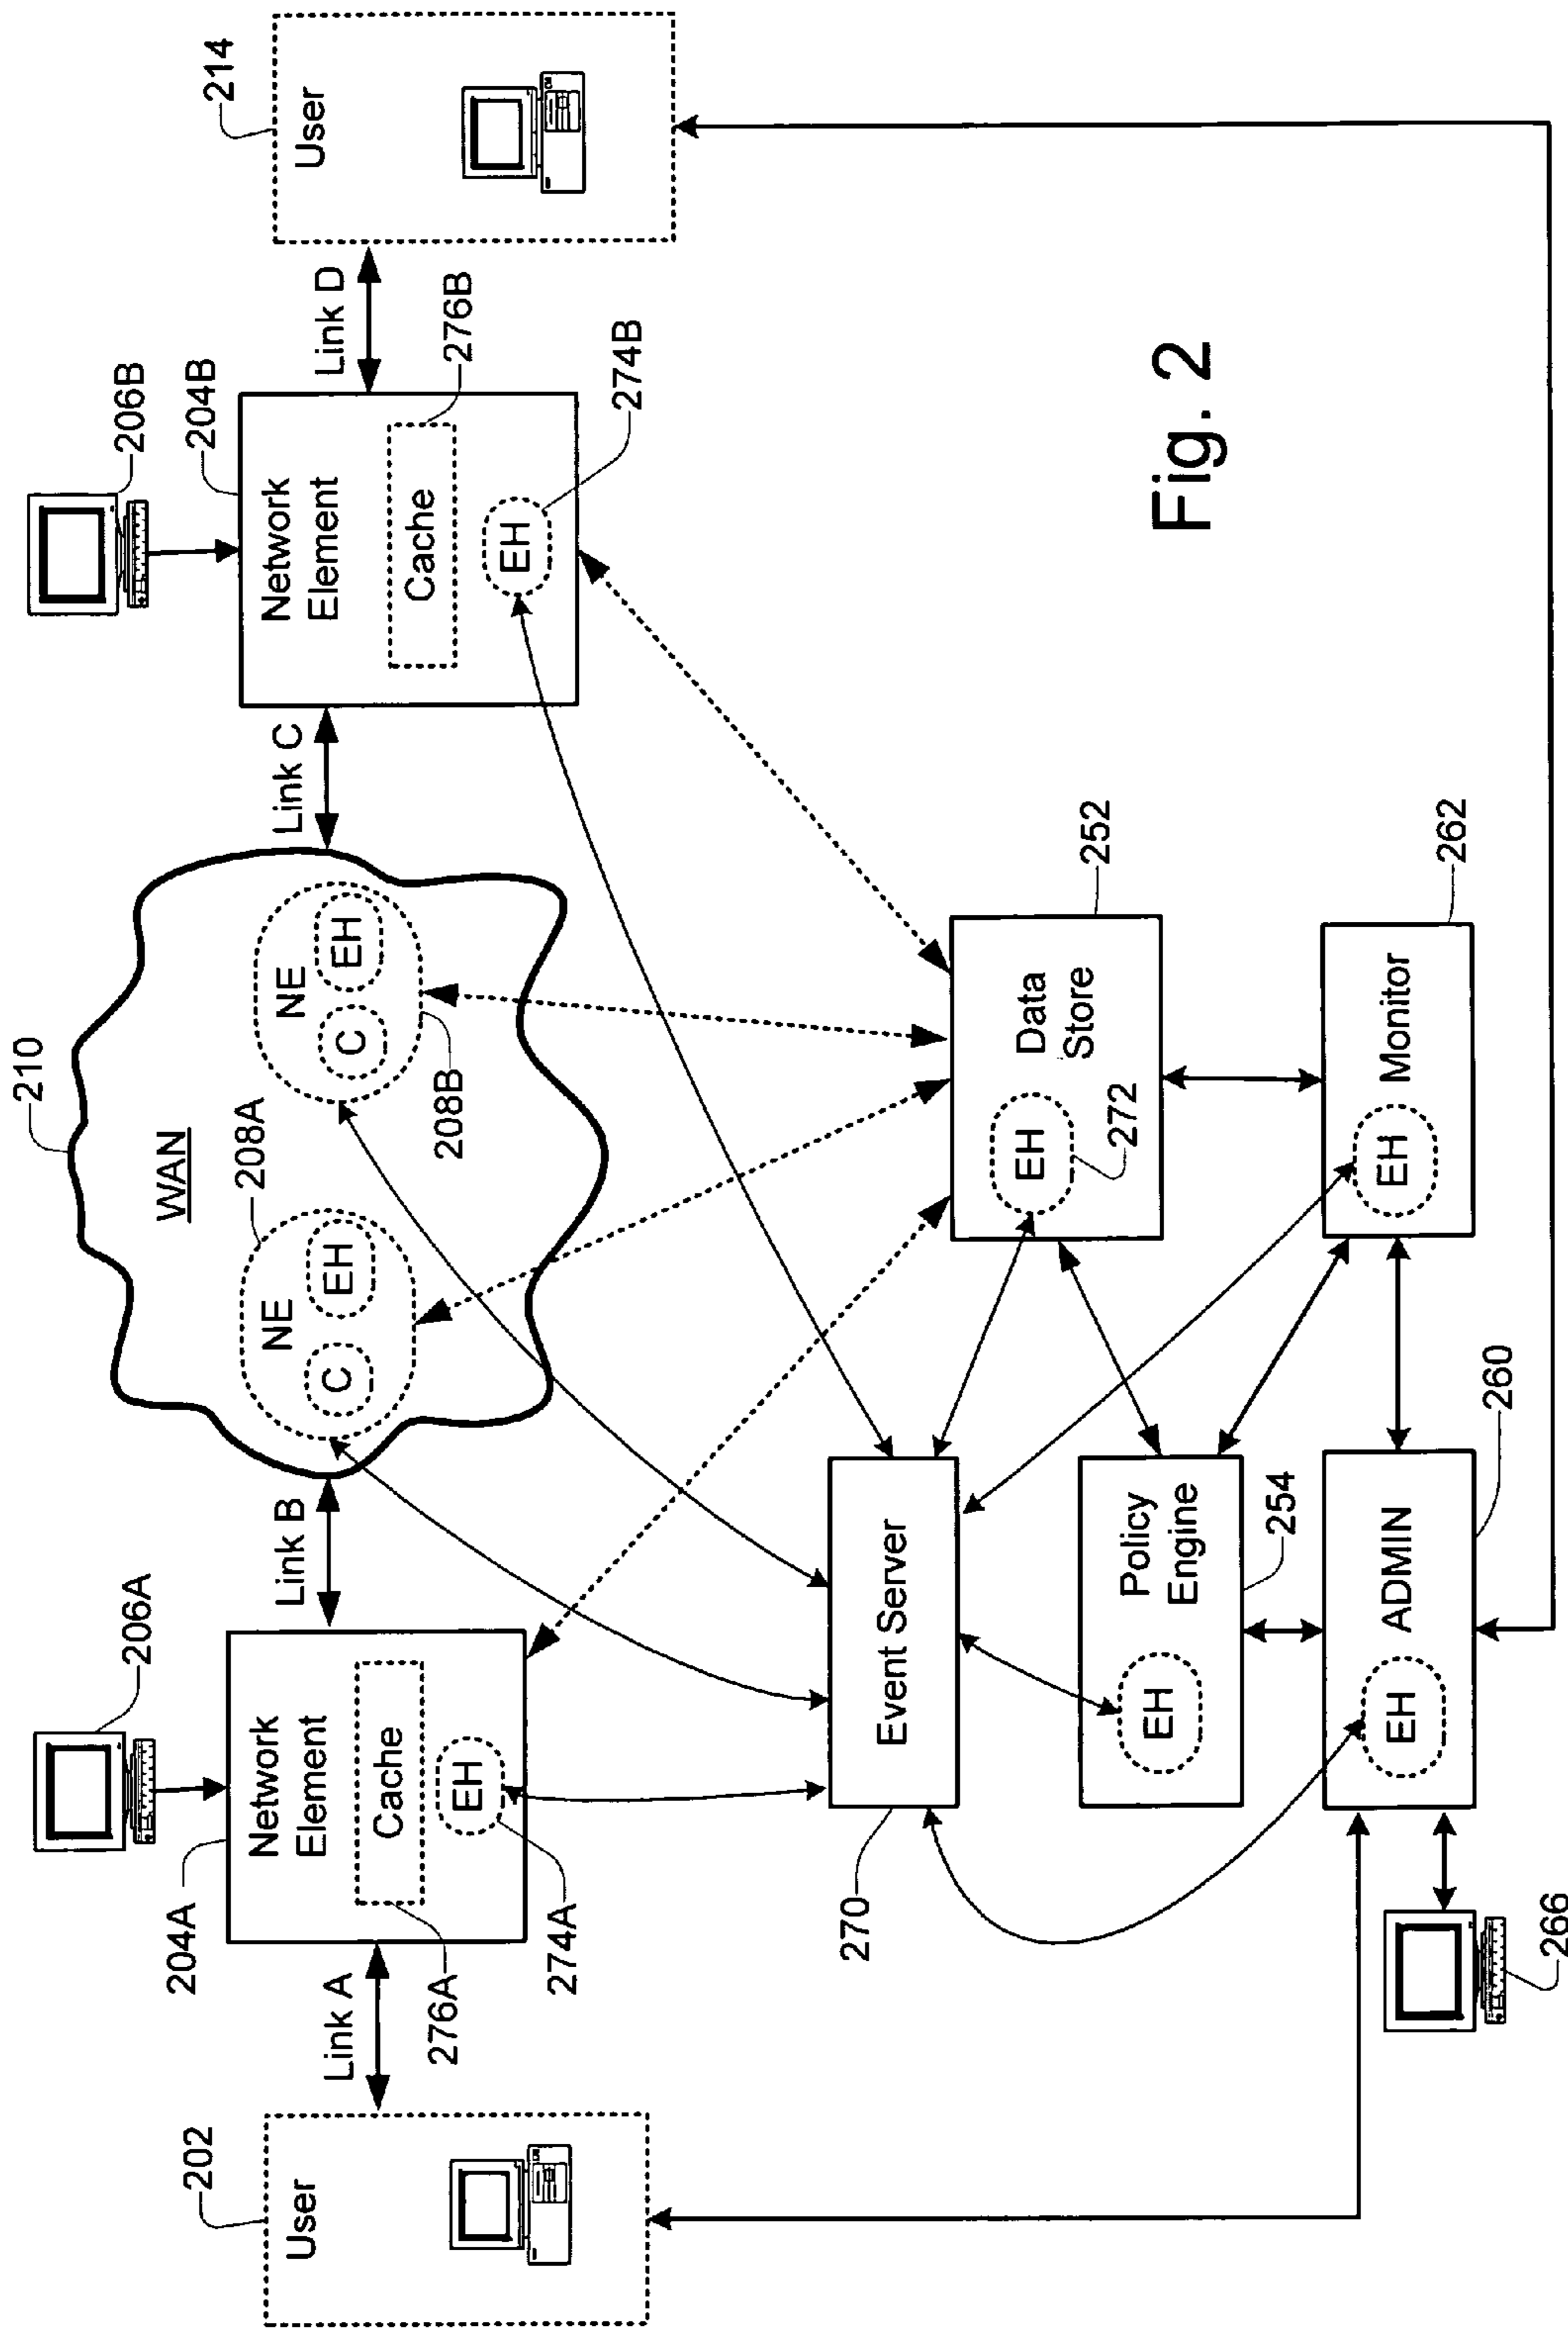 210
206A
206B
WAN
208A
204A
204B
214
202
User
Link A
Network
Element
Cache
EH
Link B
NE
C
EH
NE
C
EH
Link C
Network
Element
Cache
EH
Link D
User
276A
274A
208B
276B
274B
Event Server
270
EH
Data
Store
252
272
Policy
Engine
EH
254
ADMIN
EH
260
EH
Monitor
262
266
Fig. 2